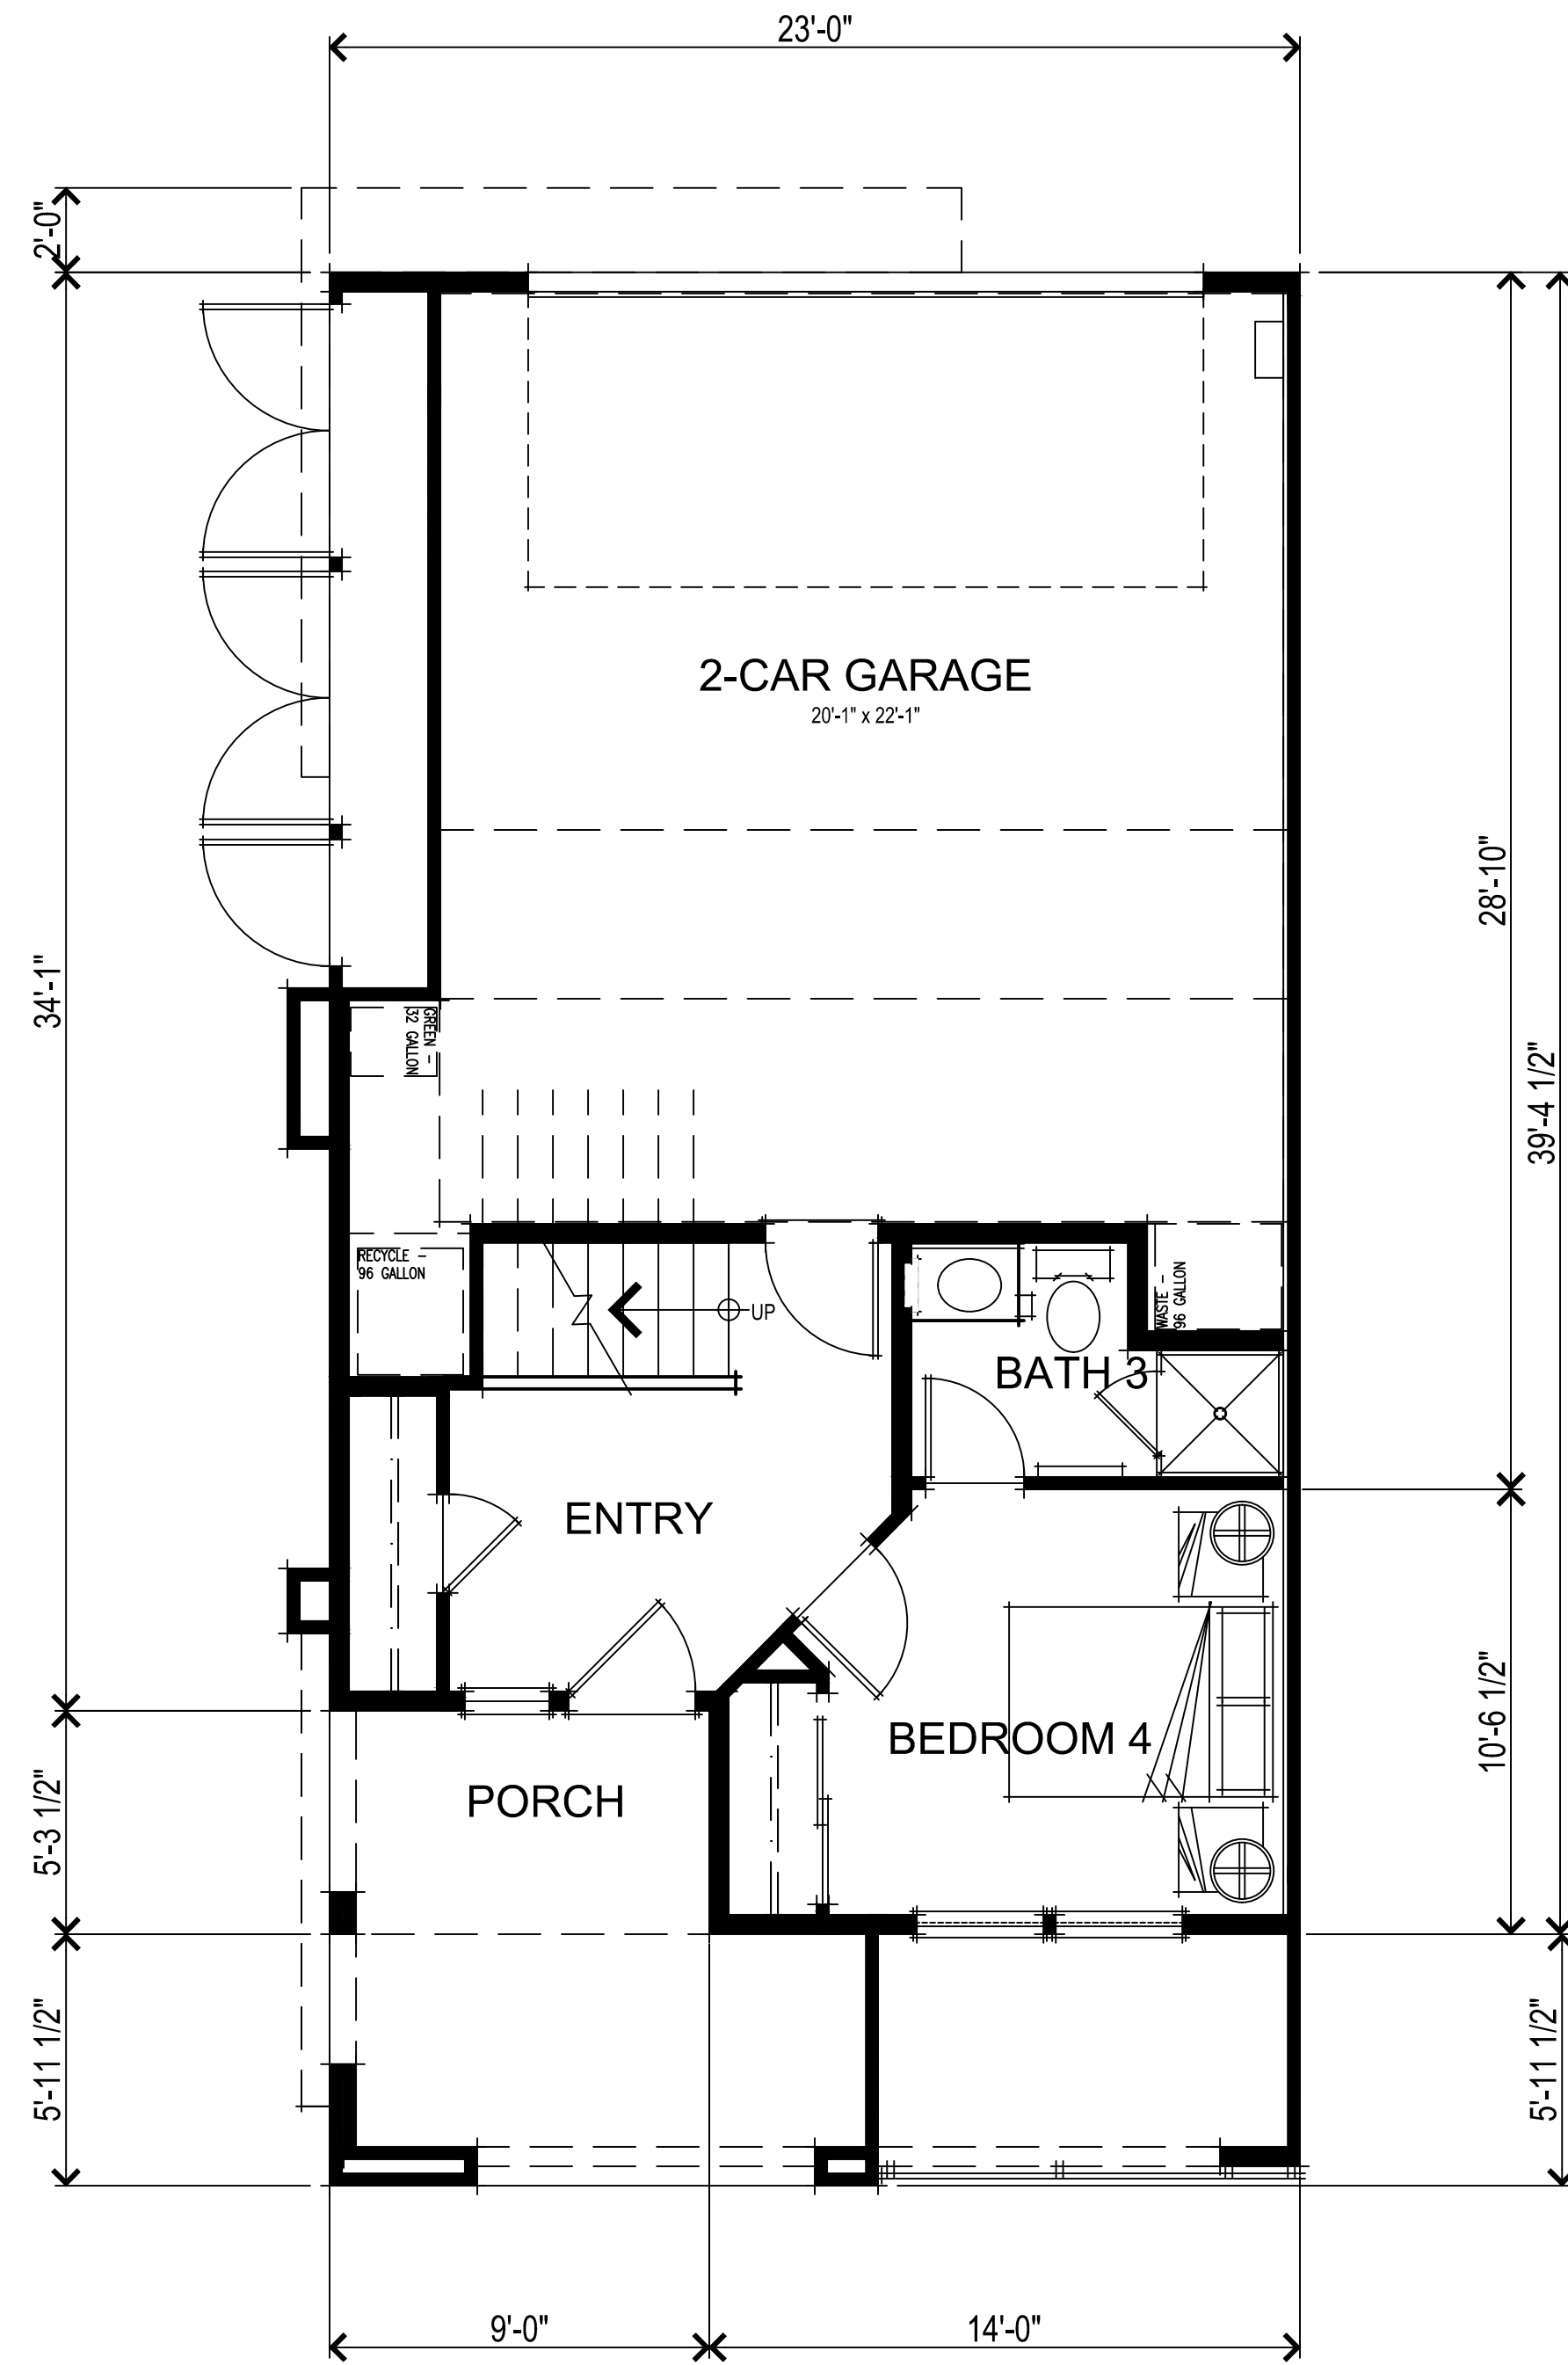 23'-0"
2'-0"
2-CAR GARAGE
20'-1" x 22'-1"
28'-10"
34'-1"
GREEN -
32 GALLON
39'-4 1/2"
RECYCLE -
96 GALLON
UP
WASTE -
96 GALLON
BATH 3
ENTRY
10'-6 1/2"
BEDROOM 4
PORCH
5'-3 1/2"
5'-11 1/2"
5'-11 1/2"
9'-0"
14'-0"